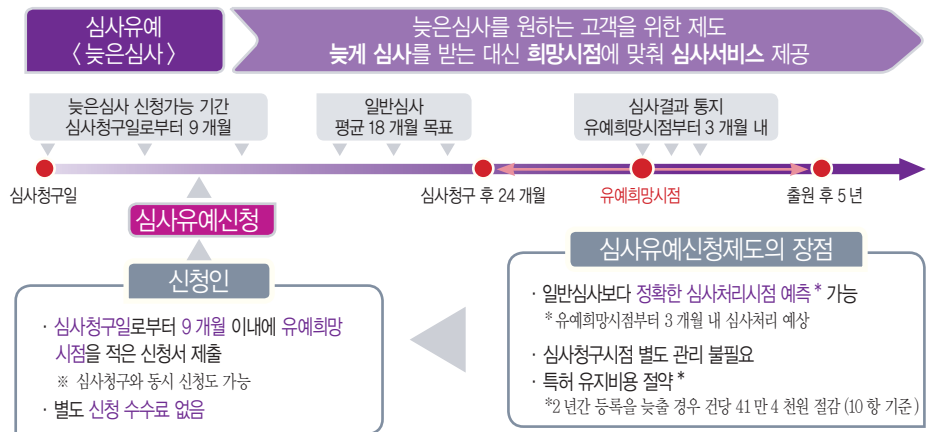 심사유예
〈늦은심사〉
늦은심사를 원하는 고객을 위한 제도
늦게 심사를 받는 대신 희망시점에 맞춰 심사서비스 제공
늦은심사 신청가능 기간
심사청구일로부터 9개월
일반심사
평균 18개월 목표
심사결과 통지
유예희망시점부터 3개월 내
심사청구일
심사청구 후 24개월
유예희망시점
출원 후 5년
심사유예신청
신청인
· 심사청구일로부터 9개월 이내에 유예희망
시점을 적은 신청서 제출
※ 심사청구와 동시 신청도 가능
· 별도 신청 수수료 없음
심사유예신청제도의 장점
· 일반심사보다 정확한 심사처리시점 예측* 가능
* 유예희망시점부터 3개월 내 심사처리 예상
· 심사청구시점 별도 관리 불필요
· 특허 유지비용 절약*
*2년간 등록을 늦출 경우 건당 41만 4천원 절감(10항 기준)